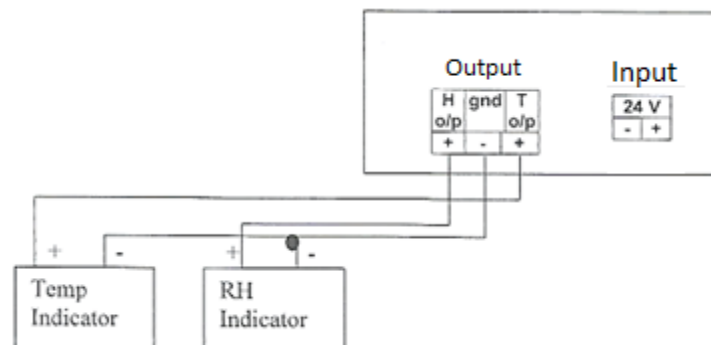 Output
Input
H gnd T
o/p o/p
+ - +
24 V
- +
+ - + -
Temp
Indicator
RH
Indicator